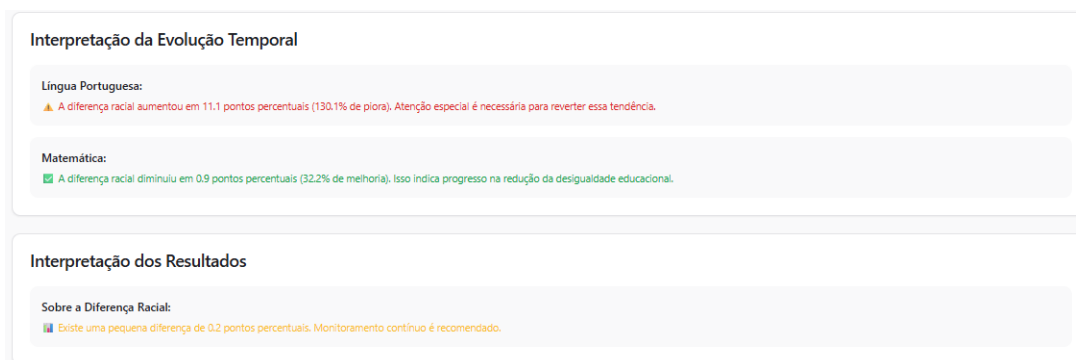 Interpretação da Evolução Temporal
Língua Portuguesa:
A diferença racial aumentou em 11.1 pontos percentuais (130.1% de piora). Atenção especial é necessária para reverter essa tendência.
Matemática:
A diferença racial diminuiu em 0.9 pontos percentuais (32.2% de melhoria). Isso indica progresso na redução da desigualdade educacional.
Interpretação dos Resultados
Sobre a Diferença Racial:
Existe uma pequena diferença de 0.2 pontos percentuais. Monitoramento contínuo é recomendado.